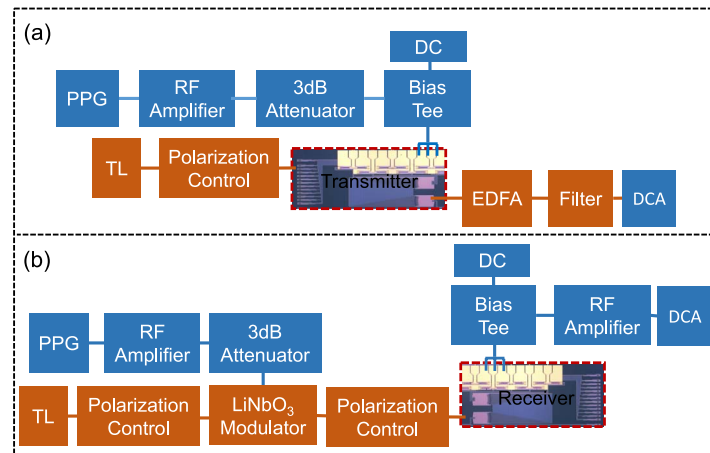 (a)
DC
PPG
RF
Amplifier
3dB
Attenuator
Bias
Tee
TL
Polarization
Control
Transmitter
EDFA
Filter
DCA
(b)
DC
Bias
Tee
RF
Amplifier
DCA
PPG
RF
Amplifier
3dB
Attenuator
TL
Polarization
Control
LiNbO₃
Modulator
Polarization
Control
Receiver